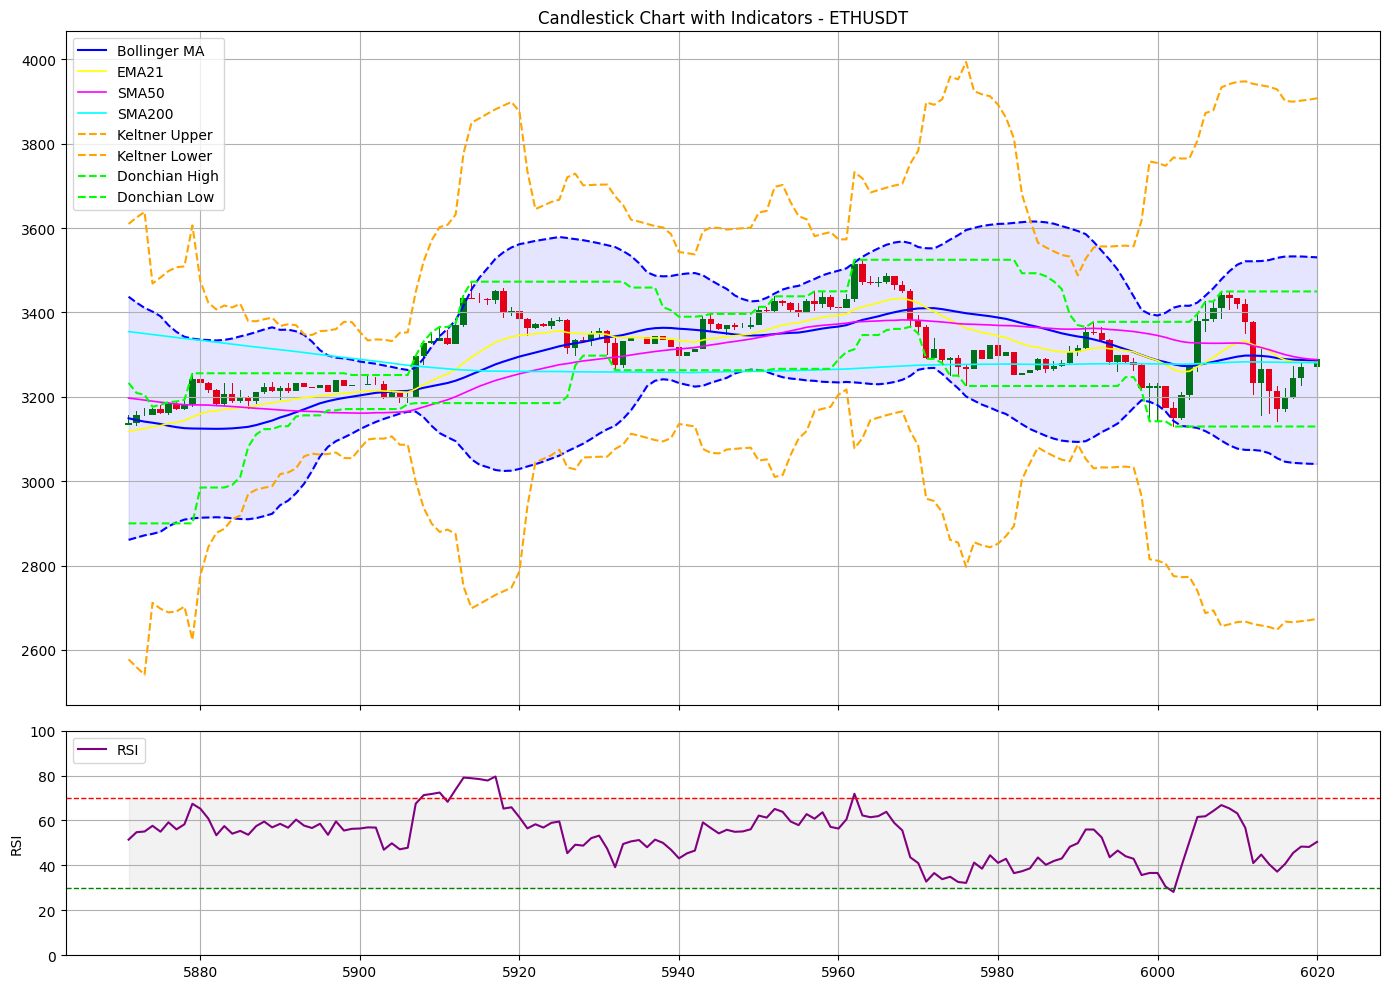 Candlestick Chart with Indicators - ETHUSDT
Bollinger MA
EMA21
SMA50
SMA200
Keltner Upper
Keltner Lower
Donchian High
Donchian Low
4000
3800
3600
3400
3200
3000
2800
2600
RSI
100
80
60
40
20
0
RSI
5880
5900
5920
5940
5960
5980
6000
6020